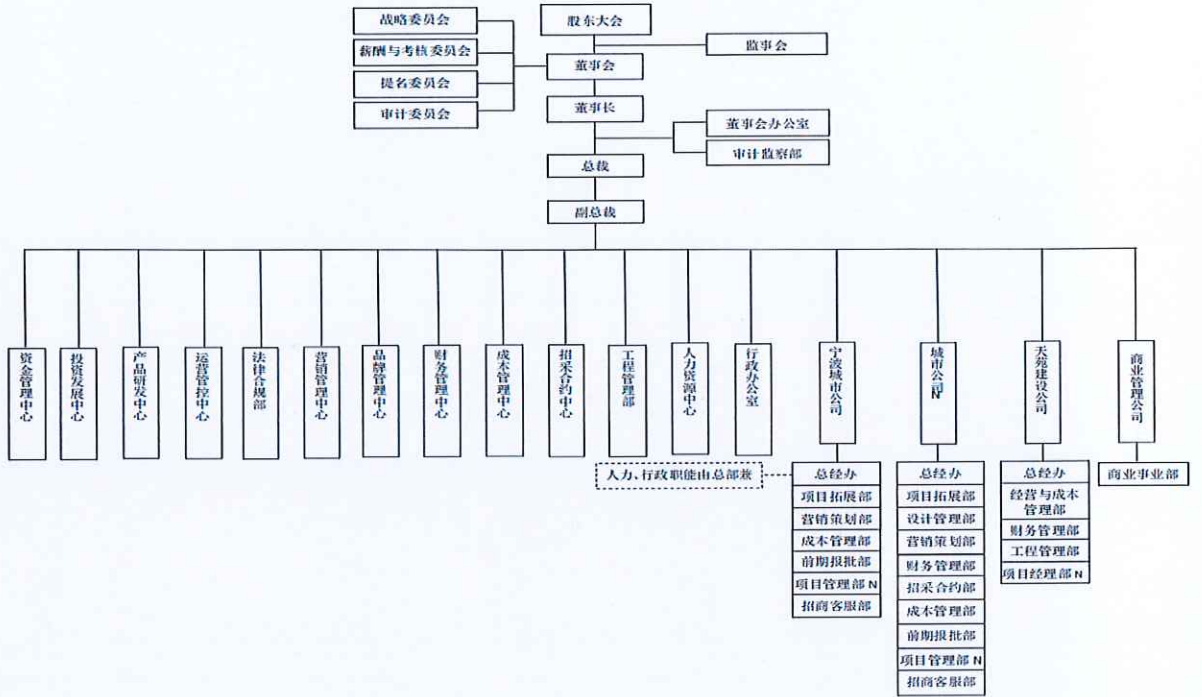 战略委员会
薪酬与考核委员会
提名委员会
审计委员会
股东大会
监事会
董事会
董事长
董事会办公室
审计监察部
总裁
副总裁
资金管理中心
投资发展中心
产品研发中心
运营管控中心
法律合规部
营销管理中心
品牌管理中心
财务管理中心
成本管理中心
招采合约中心
工程管理部
人力资源中心
行政办公室
宁波城市公司
城市公司N
天苑建设公司
商业管理公司
人力、行政职能由总部兼
总经办
项目拓展部
营销策划部
成本管理部
前期报批部
项目管理部 N
招商客服部
总经办
项目拓展部
设计管理部
营销策划部
财务管理部
招采合约部
成本管理部
前期报批部
项目管理部 N
招商客服部
总经办
经营与成本
管理部
财务管理部
工程管理部
项目经理部 N
商业事业部